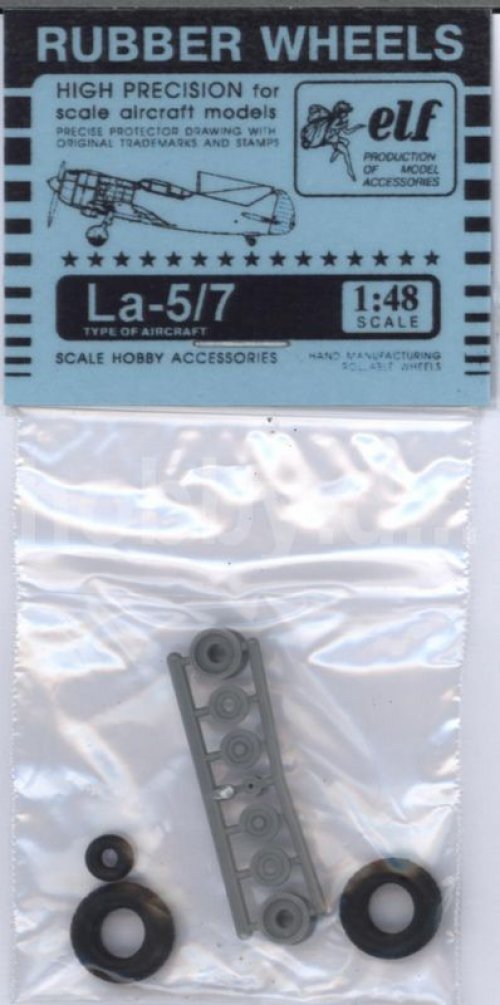 RUBBER WHEELS
HIGH PRECISION for
scale aircraft models
PRECISE PROTECTOR DRAWING WITH
ORIGINAL TRADEMARKS AND STAMPS
elf
PRODUCTION
OF MODEL
ACCESSORIES
La-5/7
TYPE OF AIRCRAFT
1:48
SCALE
SCALE HOBBY ACCESSORIES
HAND MANUFACTURING
WHEELS